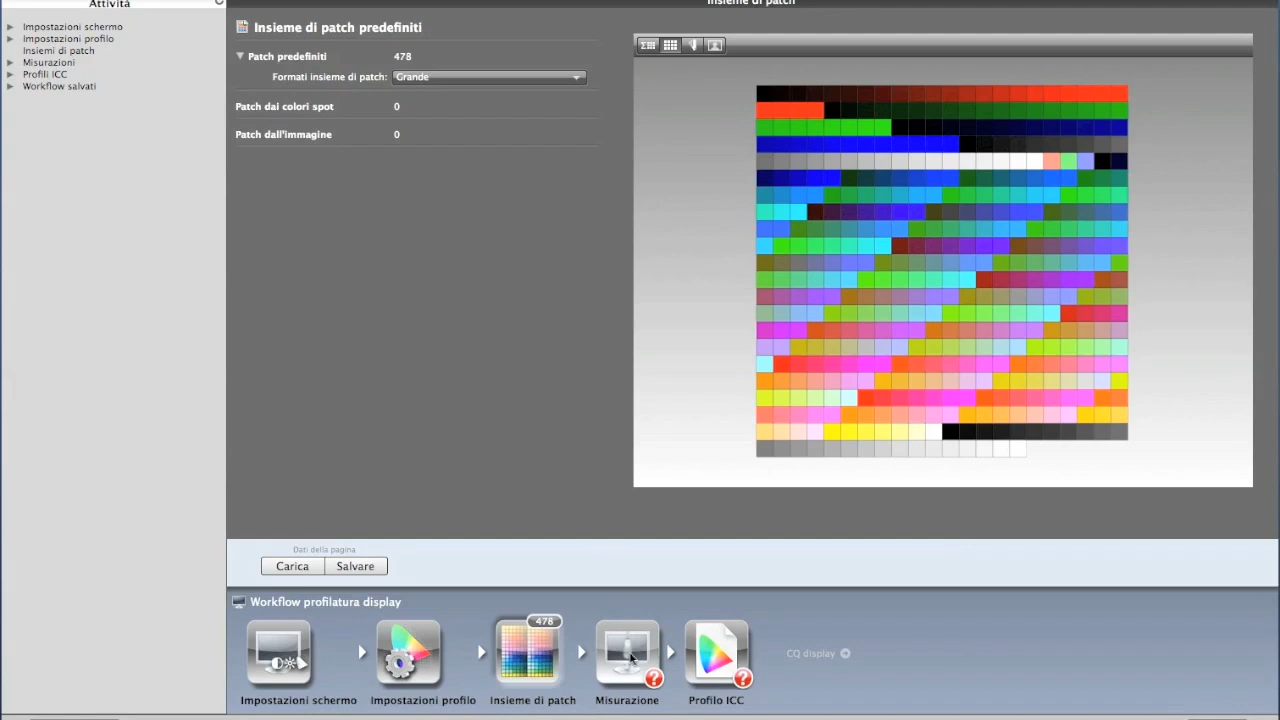 Attività
Insieme di patch
Impostazioni schermo
Impostazioni profilo
Insiemi di patch
Misurazioni
Profili ICC
Workflow salvati
Insieme di patch predefiniti
Patch predefiniti 478
Formati insieme di patch: Grande
Patch dai colori spot 0
Patch dall'immagine 0
Dati della pagina
Carica Salvare
Workflow profilatura display
478
CQ display
Impostazioni schermo Impostazioni profilo Insieme di patch Misurazione Profilo ICC